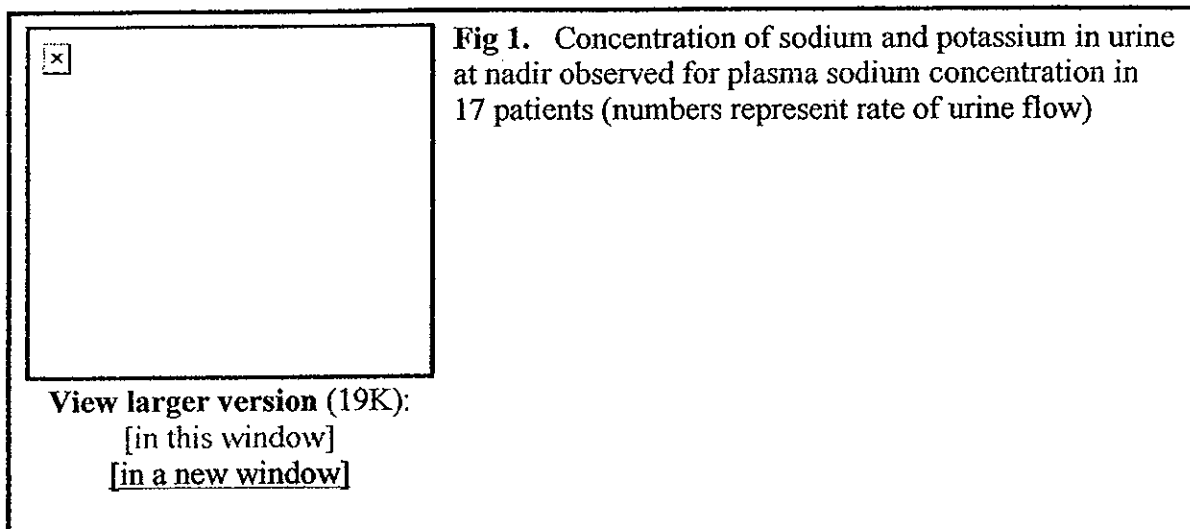 Fig 1. Concentration of sodium and potassium in urine
at nadir observed for plasma sodium concentration in
17 patients (numbers represent rate of urine flow)
View larger version (19K):
[in this window]
[in a new window]